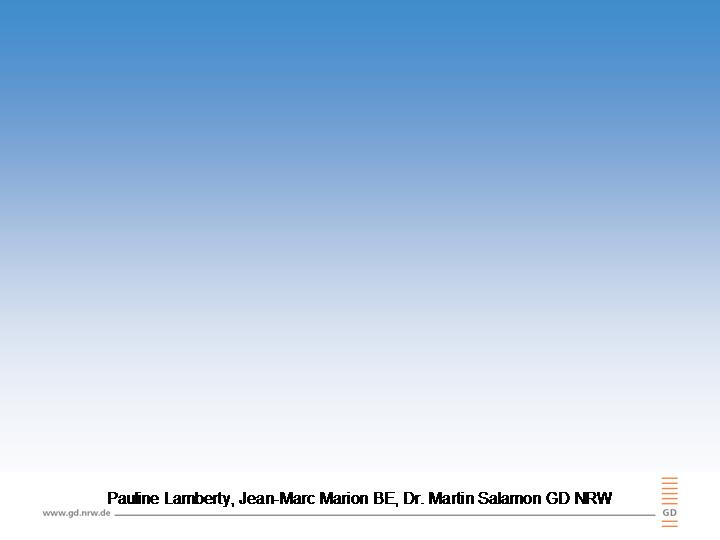 Pauline Lamberty, Jean-Marc Marion BE, Dr. Martin Salamon GD NRW
www.gd.nrw.de
GD